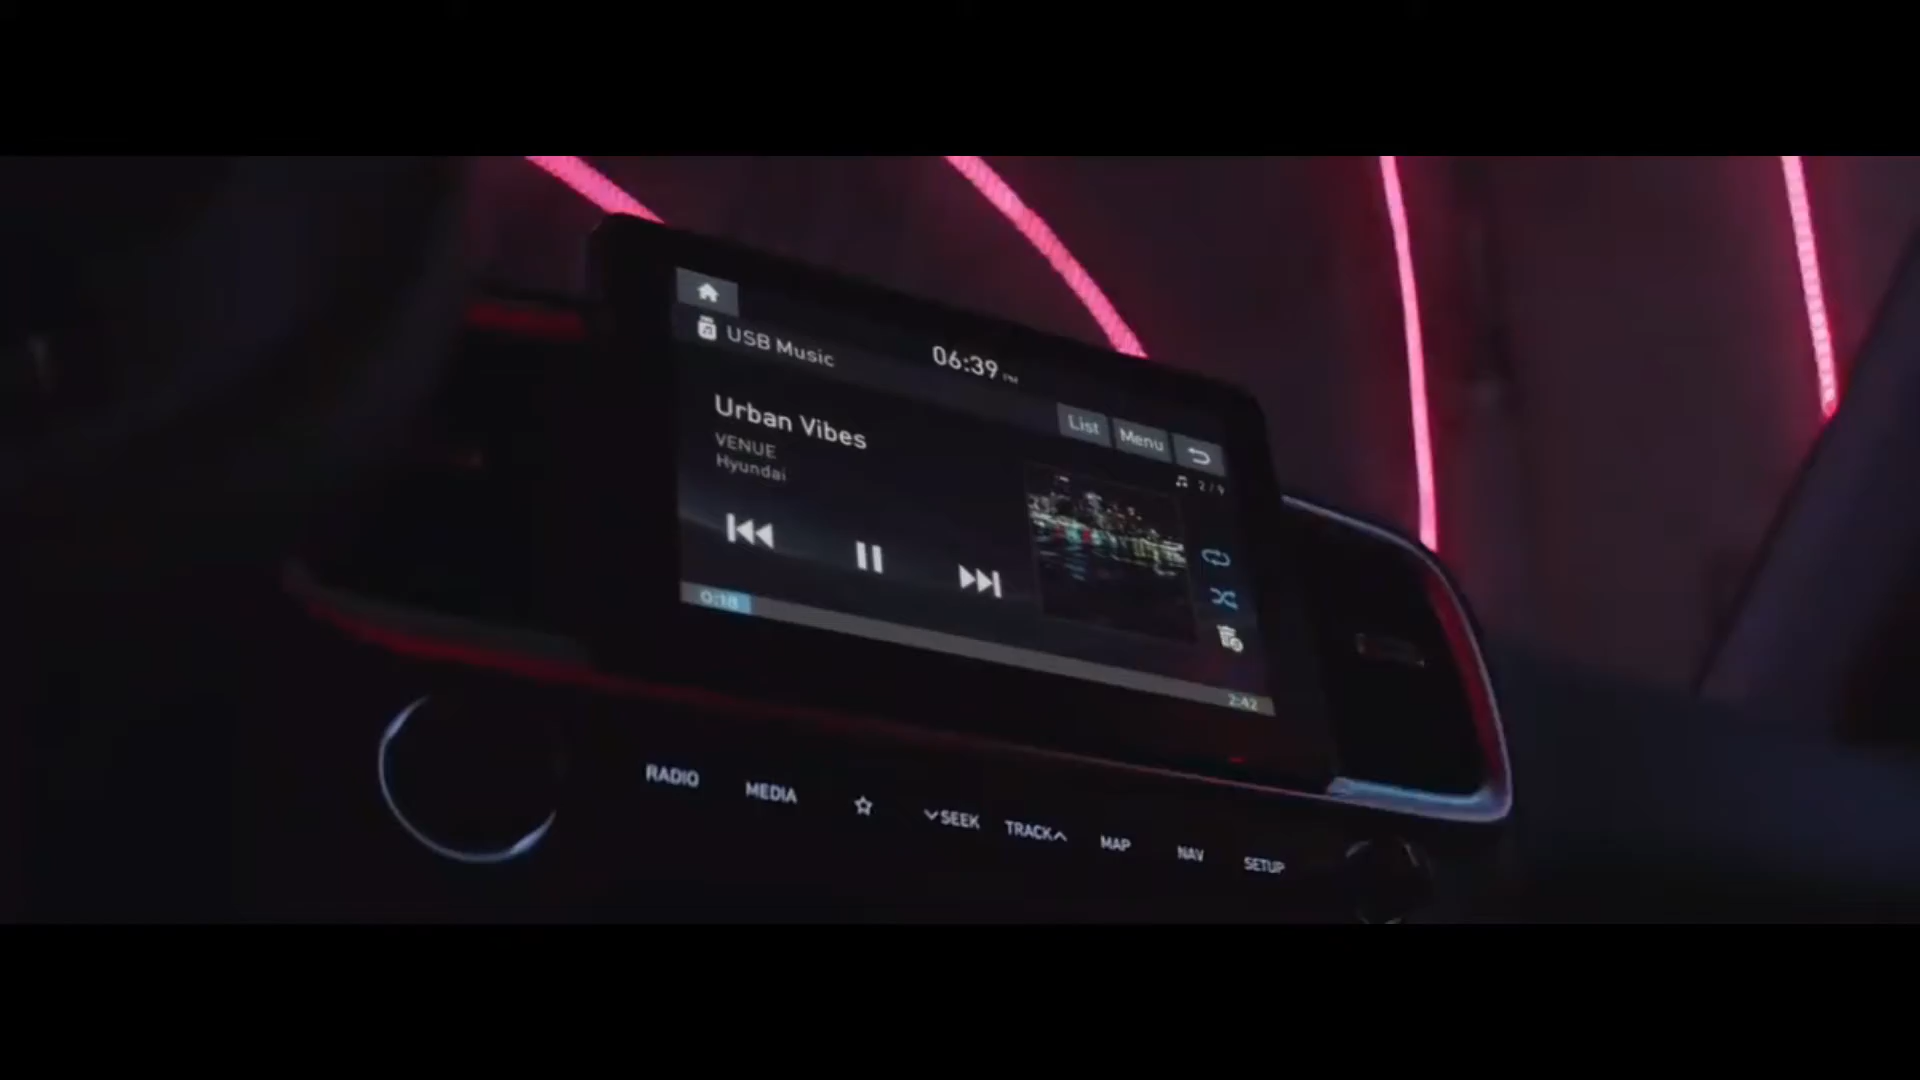 USB Music
06:39 PM
List
Menu
Urban Vibes
VENUE
Hyundai
2/9
0:18
2:42
RADIO
MEDIA
SEEK
TRACK
MAP
NAV
SETUP